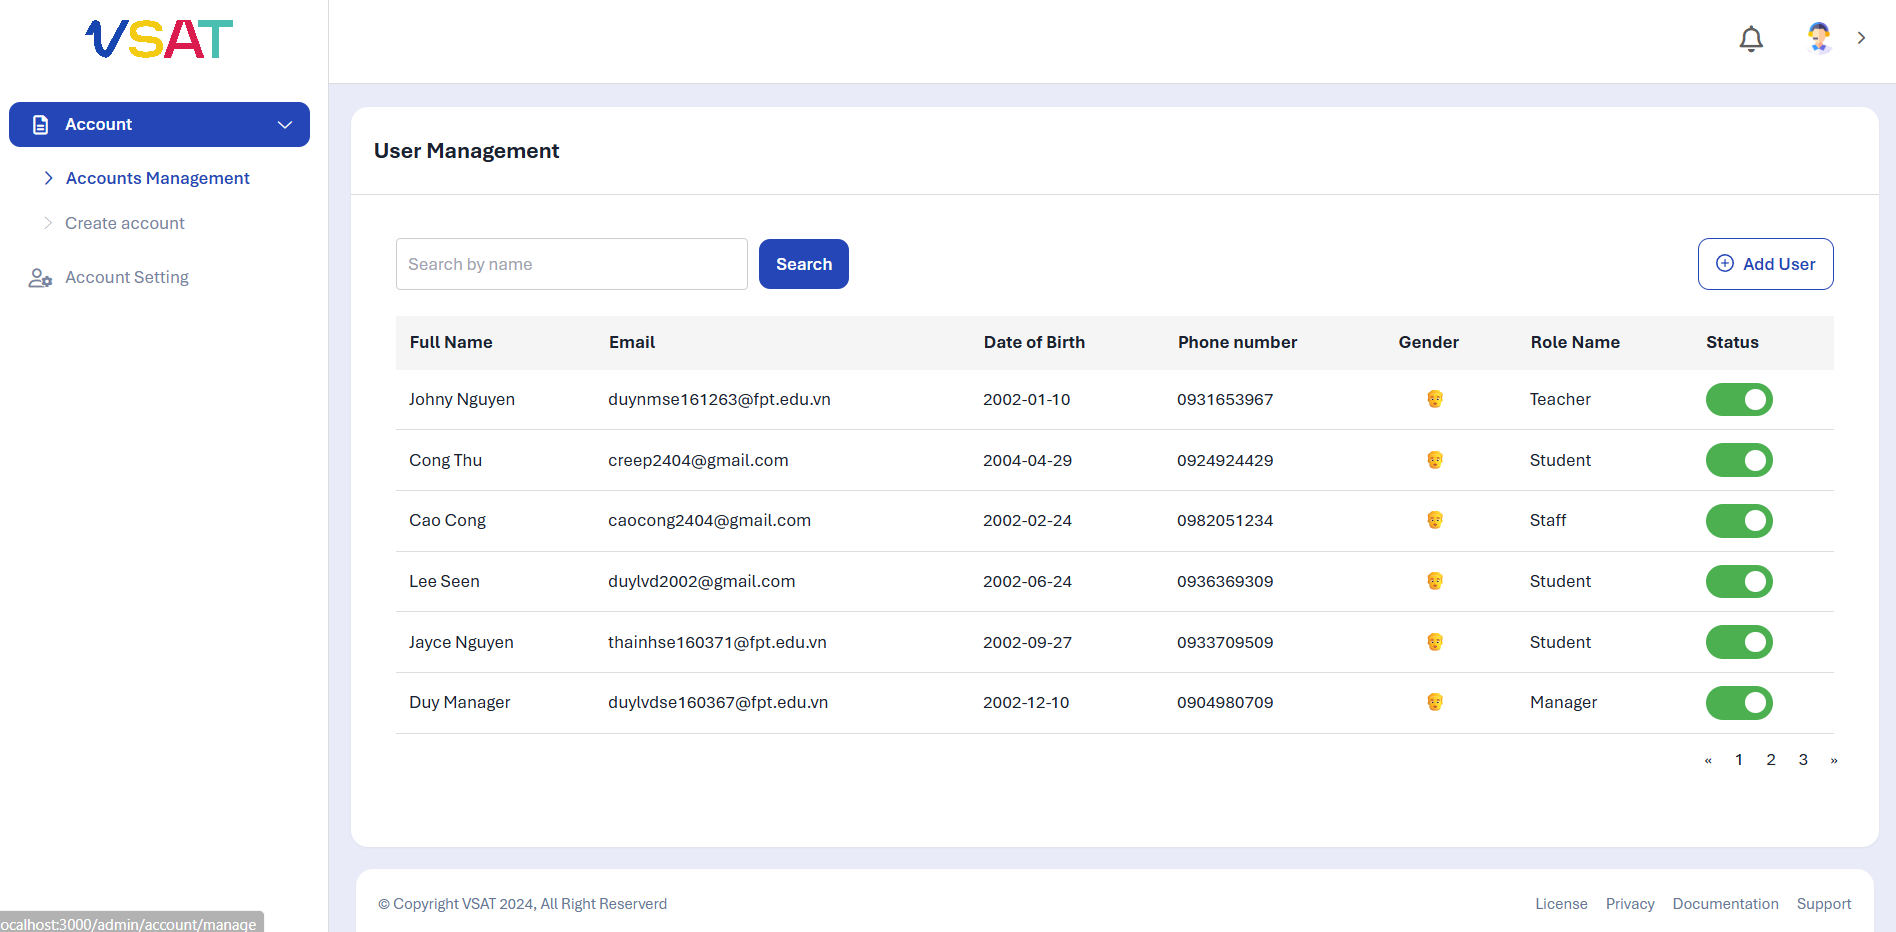 VSAT
Account
Accounts Management
Create account
Account Setting
User Management
Search by name
Search
Add User
Full Name Email Date of Birth Phone number Gender Role Name Status
Johny Nguyen duynmse161263@fpt.edu.vn 2002-01-10 0931653967 Teacher
Cong Thu creep2404@gmail.com 2004-04-29 0924924429 Student
Cao Cong caocong2404@gmail.com 2002-02-24 0982051234 Staff
Lee Seen duylvd2002@gmail.com 2002-06-24 0936369309 Student
Jayce Nguyen thainhse160371@fpt.edu.vn 2002-09-27 0933709509 Student
Duy Manager duylvdse160367@fpt.edu.vn 2002-12-10 0904980709 Manager
« 1 2 3 »
© Copyright VSAT 2024, All Right Reserverd
License Privacy Documentation Support
ocalhost:3000/admin/account/manage